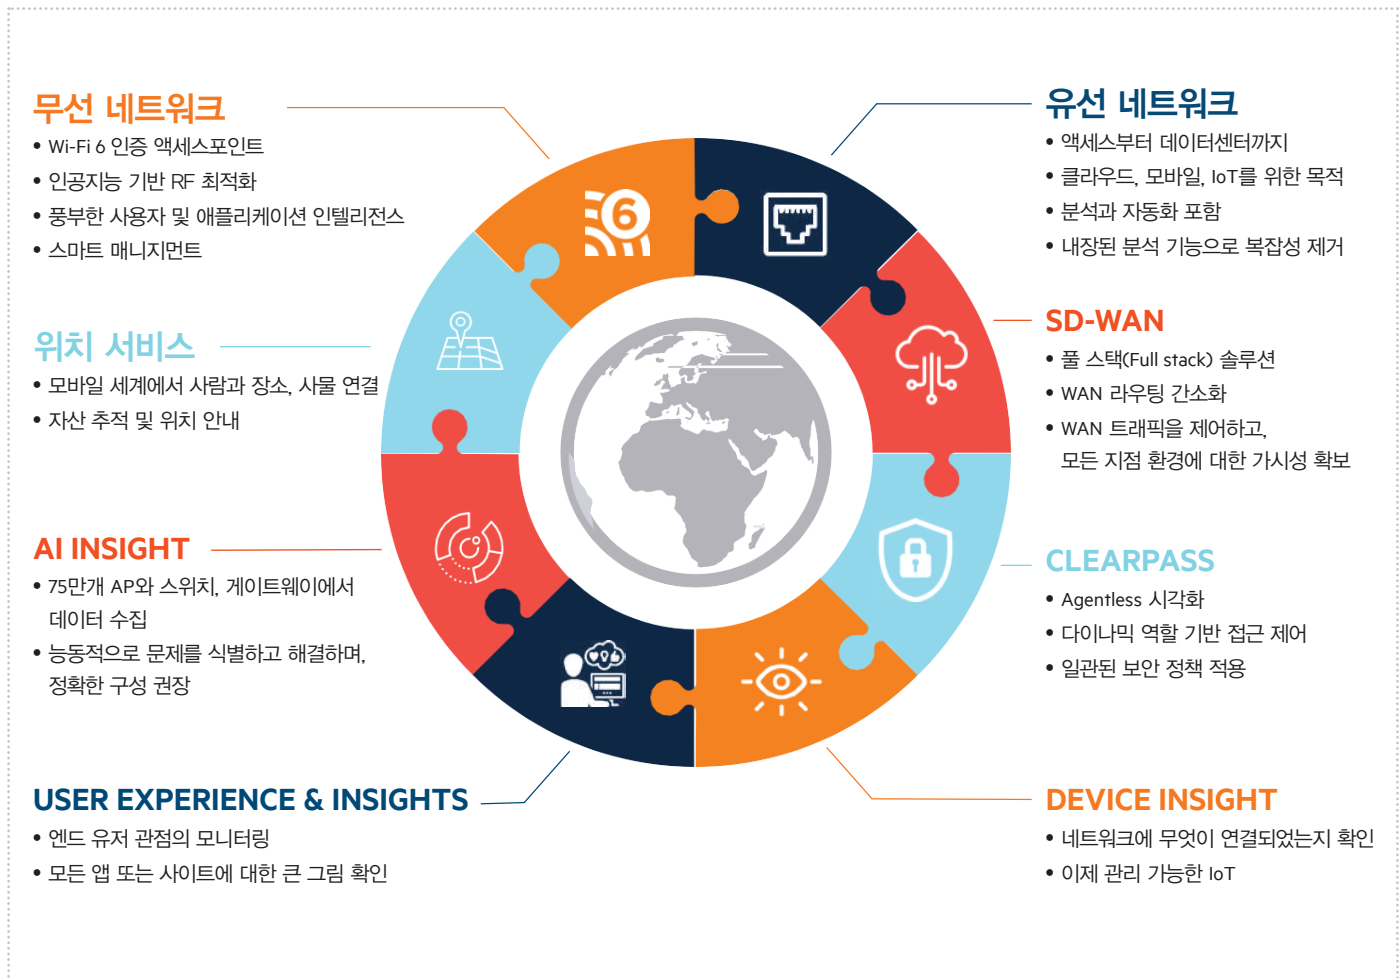 무선 네트워크
• Wi-Fi 6 인증 액세스포인트
• 인공지능 기반 RF 최적화
• 풍부한 사용자 및 애플리케이션 인텔리전스
• 스마트 매니지먼트
위치 서비스
• 모바일 세계에서 사람과 장소, 사물 연결
• 자산 추적 및 위치 안내
AI INSIGHT
• 75만개 AP와 스위치, 게이트웨이에서
데이터 수집
• 능동적으로 문제를 식별하고 해결하며,
정확한 구성 권장
USER EXPERIENCE & INSIGHTS
• 엔드 유저 관점의 모니터링
• 모든 앱 또는 사이트에 대한 큰 그림 확인
6
유선 네트워크
• 액세스부터 데이터센터까지
• 클라우드, 모바일, IoT를 위한 목적
• 분석과 자동화 포함
• 내장된 분석 기능으로 복잡성 제거
SD-WAN
• 풀 스택(Full stack) 솔루션
• WAN 라우팅 간소화
• WAN 트래픽을 제어하고,
모든 지점 환경에 대한 가시성 확보
CLEARPASS
• Agentless 시각화
• 다이나믹 역할 기반 접근 제어
• 일관된 보안 정책 적용
DEVICE INSIGHT
• 네트워크에 무엇이 연결되었는지 확인
• 이제 관리 가능한 IoT